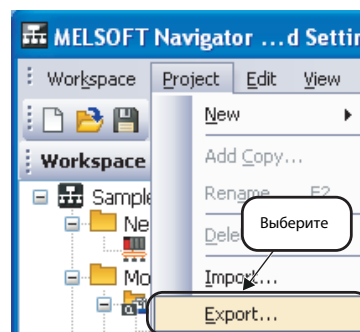 MELSOFT Navigator ...d Settin
Workspace Project Edit View
Workspace
New
Add Copy...
Rename F2
Выберите
Import...
Export...
Sample
Ne
Mo